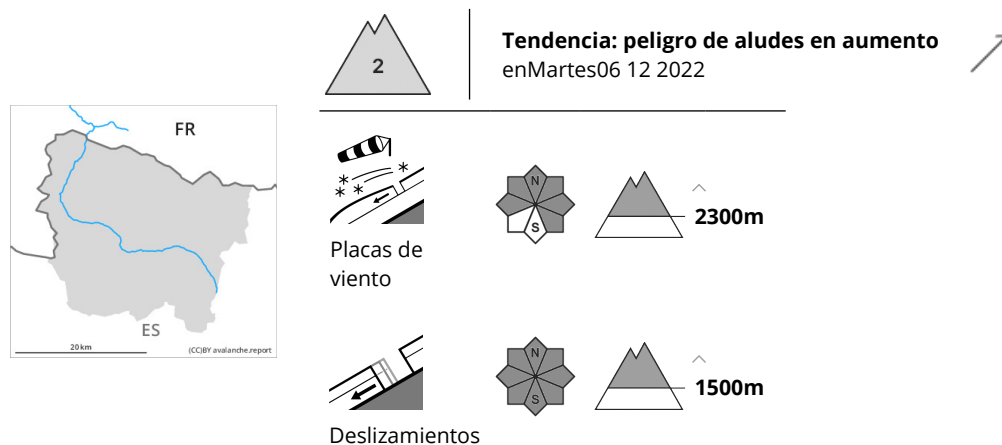 2
Tendencia: peligro de aludes en aumento
enMartes06 12 2022
FR
ES
20 km
(CC)BY avalanche.report
N
S
2300m
Placas de
viento
N
S
1500m
Deslizamientos